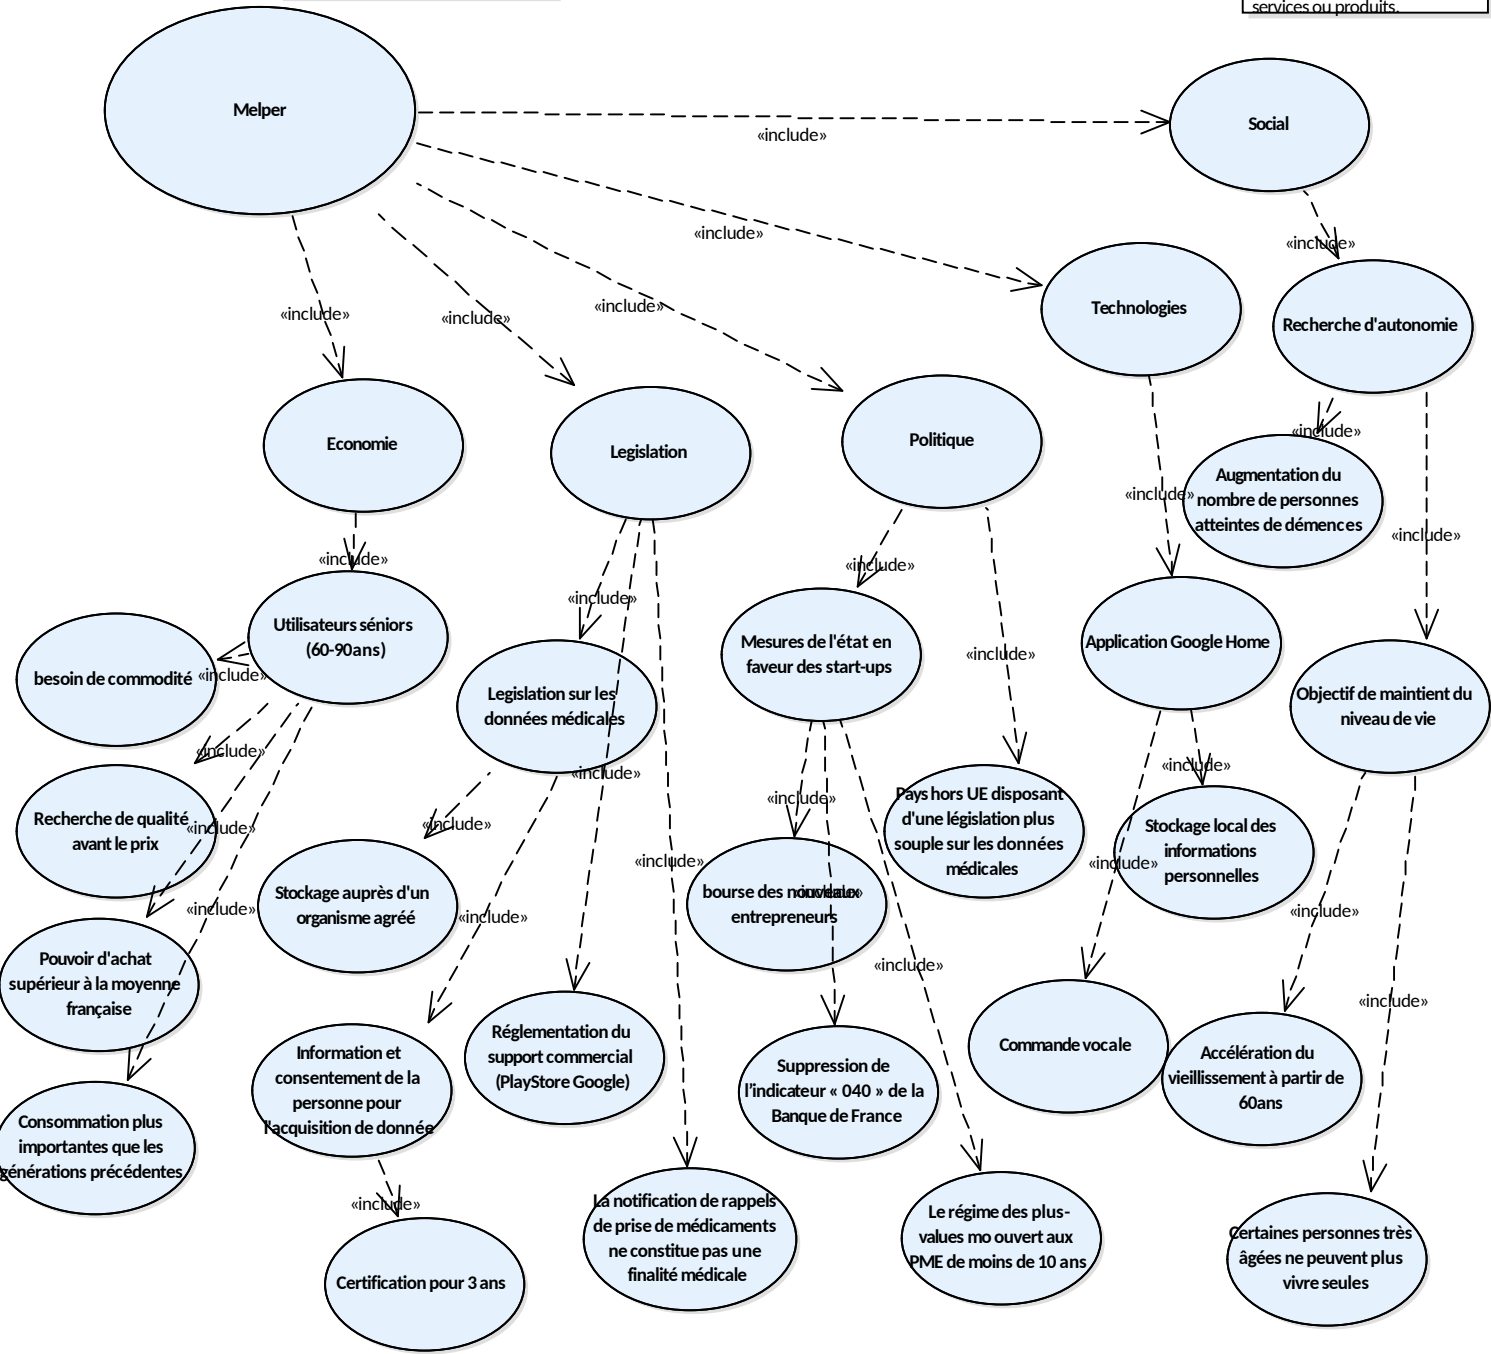 services ou produits.
Melper
Social
«include»
«include»
«include»
«include»
«include»
«include»
Technologies
Recherche d'autonomie
Economie
Legislation
Politique
«include»
Augmentation du
nombre de personnes
atteintes de démences
«include»
«include»
«include»
«include»
«include»
Utilisateurs séniors
(60-90ans)
Mesures de l'état en
faveur des start-ups
«include»
Application Google Home
besoin de commodité
«include»
Legislation sur les
données médicales
Objectif de maintient du
niveau de vie
«include»
«include»
«include»
«include»
Pays hors UE disposant
d'une législation plus
souple sur les données
médicales
Recherche de qualité
avant le prix
«include»
«include»
Stockage local des
informations
personnelles
«include»
«include»
bourse des nouveaux
entrepreneurs
«include»
Stockage auprès d'un
organisme agréé
«include»
«include»
«include»
«include»
Pouvoir d'achat
supérieur à la moyenne
française
«include»
Réglementation du
support commercial
(PlayStore Google)
Commande vocale
Accélération du
vieillissement à partir de
60ans
Information et
consentement de la
personne pour
l'acquisition de donnée
Suppression de
l’indicateur « 040 » de la
Banque de France
Consommation plus
importantes que les
générations précédentes
«include»
La notification de rappels
de prise de médicaments
ne constitue pas une
finalité médicale
Le régime des plus-
values mo ouvert aux
PME de moins de 10 ans
Certaines personnes très
âgées ne peuvent plus
vivre seules
Certification pour 3 ans